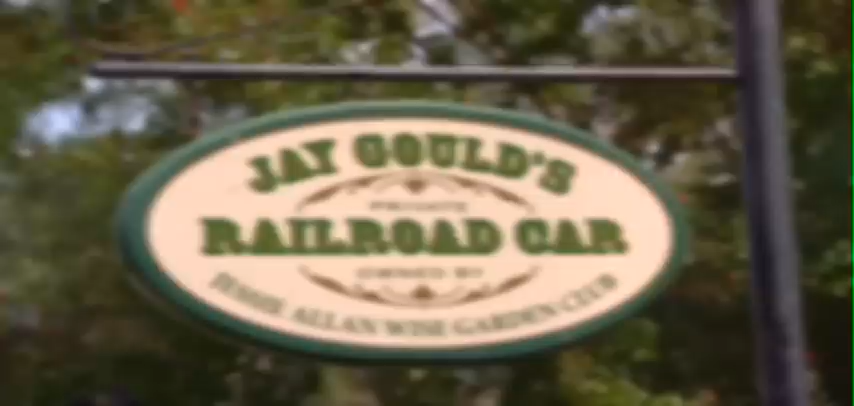 JAY GOULD'S
PRIVATE
RAILROAD CAR
OWNED BY
JESSIE ALLAN WISE GARDEN CLUB